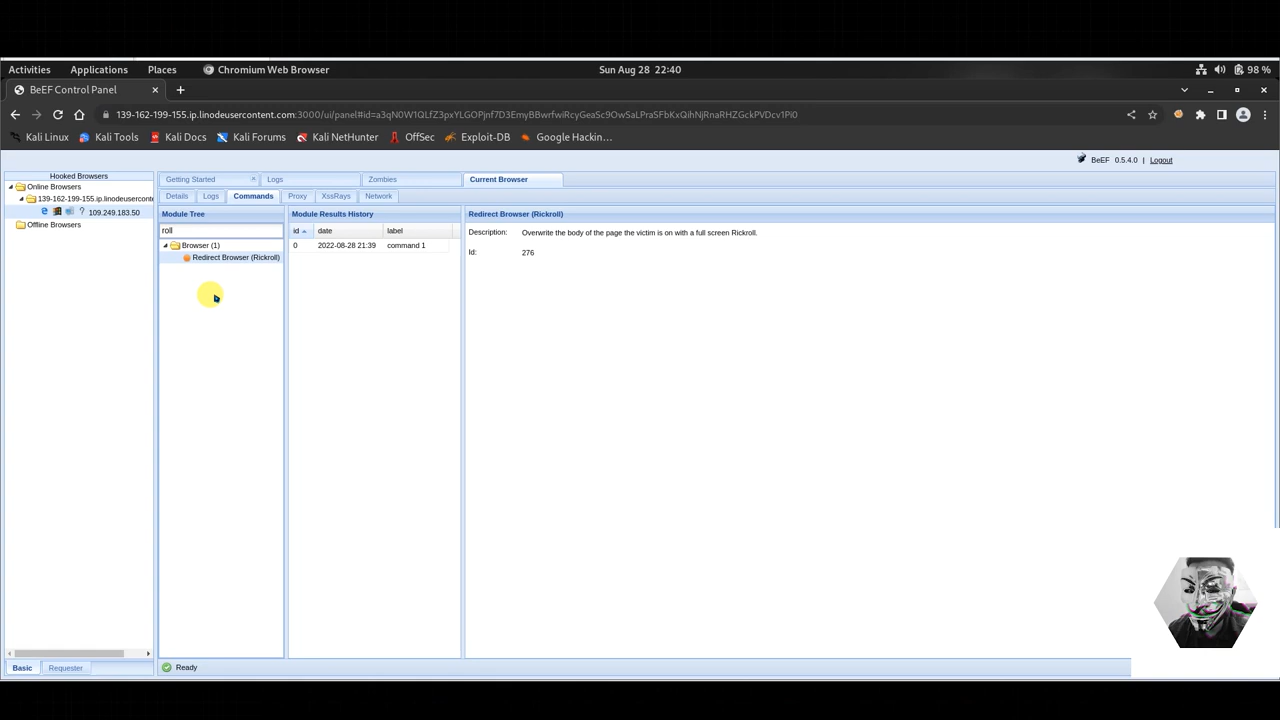 Activities Applications Places Chromium Web Browser Sun Aug 28 22:40 98 %
BeEF Control Panel
139-162-199-155.ip.linodeusercontent.com:3000/ui/panel#id=a3qN0W1QLfZ3pxYLGOPjnf7D3EmyBBwrfwiRcyGeaSc9OwSaLPraSFbKxQihNjRnaRHZGckPVDcv1Pl0
Kali Linux Kali Tools Kali Docs Kali Forums Kali NetHunter OffSec Exploit-DB Google Hackin...
BeEF 0.5.4.0 | Logout
Hooked Browsers
Online Browsers
139-162-199-155.ip.linodeuserconte
109.249.183.50
Offline Browsers
Getting Started Logs Zombies Current Browser
Details Logs Commands Proxy XssRays Network
Module Tree
roll
Browser (1)
Redirect Browser (Rickroll)
Module Results History
id date label
0 2022-08-28 21:39 command 1
Redirect Browser (Rickroll)
Description: Overwrite the body of the page the victim is on with a full screen Rickroll.
Id: 276
Basic Requester
Ready